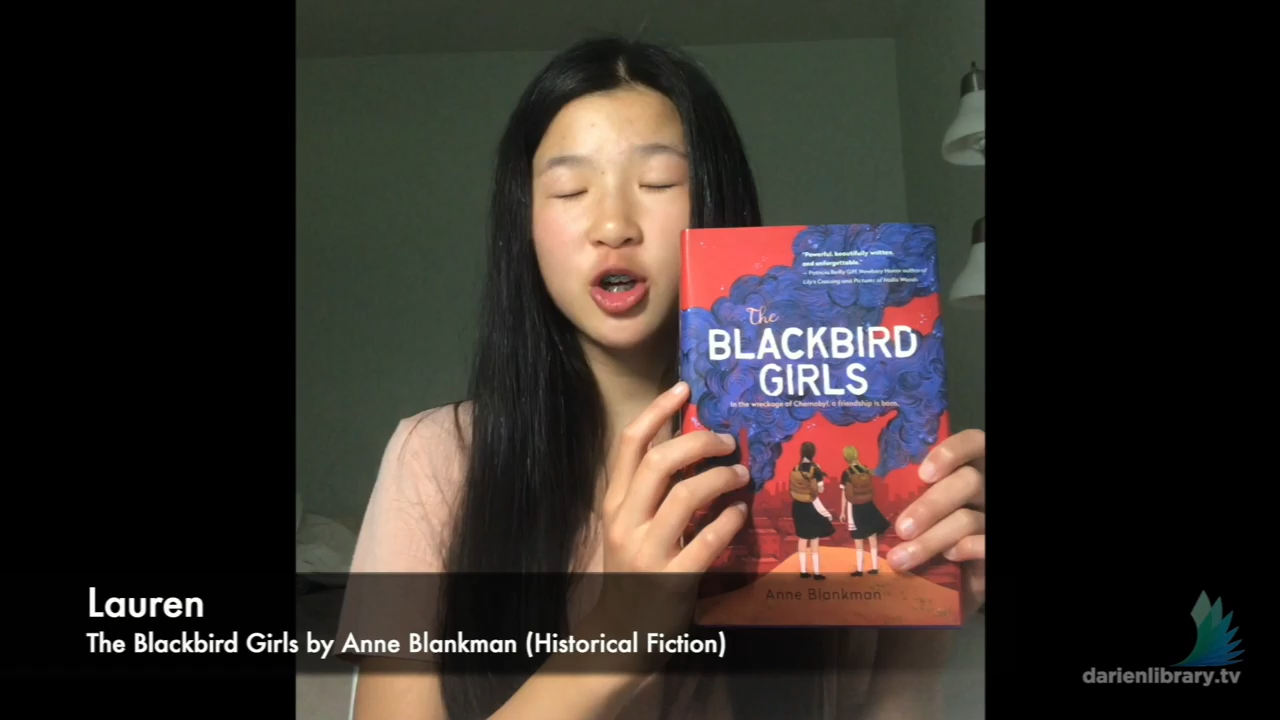 "Powerful, beautifully written,
and unforgettable."
— Patricia Reilly Giff, Newbery Honor author of
Lily's Crossing and Pictures of Hollis Woods
The
BLACKBIRD
GIRLS
In the wreckage of Chernobyl, a friendship is born.
Anne Blankman
Lauren
The Blackbird Girls by Anne Blankman (Historical Fiction)
darienlibrary.tv